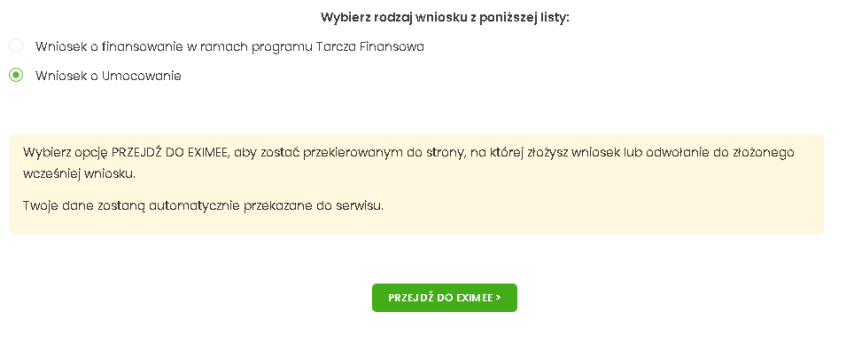 Wybierz rodzaj wniosku z poniższej listy:
Wniosek o finansowanie w ramach programu Tarcza Finansowa
Wniosek o Umocowanie
Wybierz opcję PRZEJDŹ DO EXIMEE, aby zostać przekierowanym do strony, na której złożysz wniosek lub odwołanie do złożonego
wcześniej wniosku.
Twoje dane zostaną automatycznie przekazane do serwisu.
PRZEJDŹ DO EXIMEE >